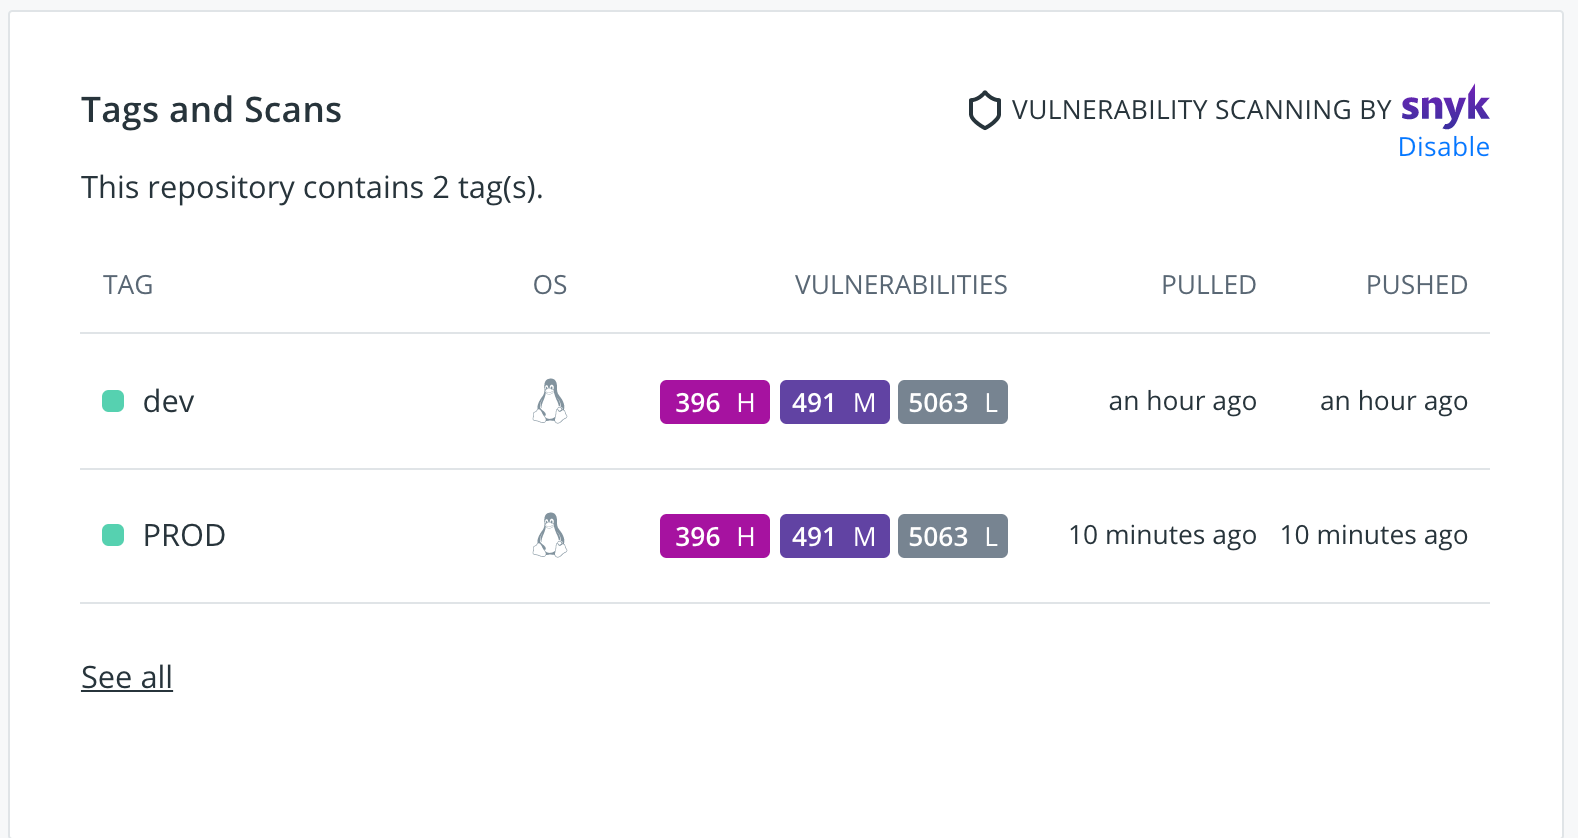 Tags and Scans
VULNERABILITY SCANNING BY snyk
Disable
This repository contains 2 tag(s).
TAG OS VULNERABILITIES PULLED PUSHED
dev 396 H 491 M 5063 L an hour ago an hour ago
PROD 396 H 491 M 5063 L 10 minutes ago 10 minutes ago
See all